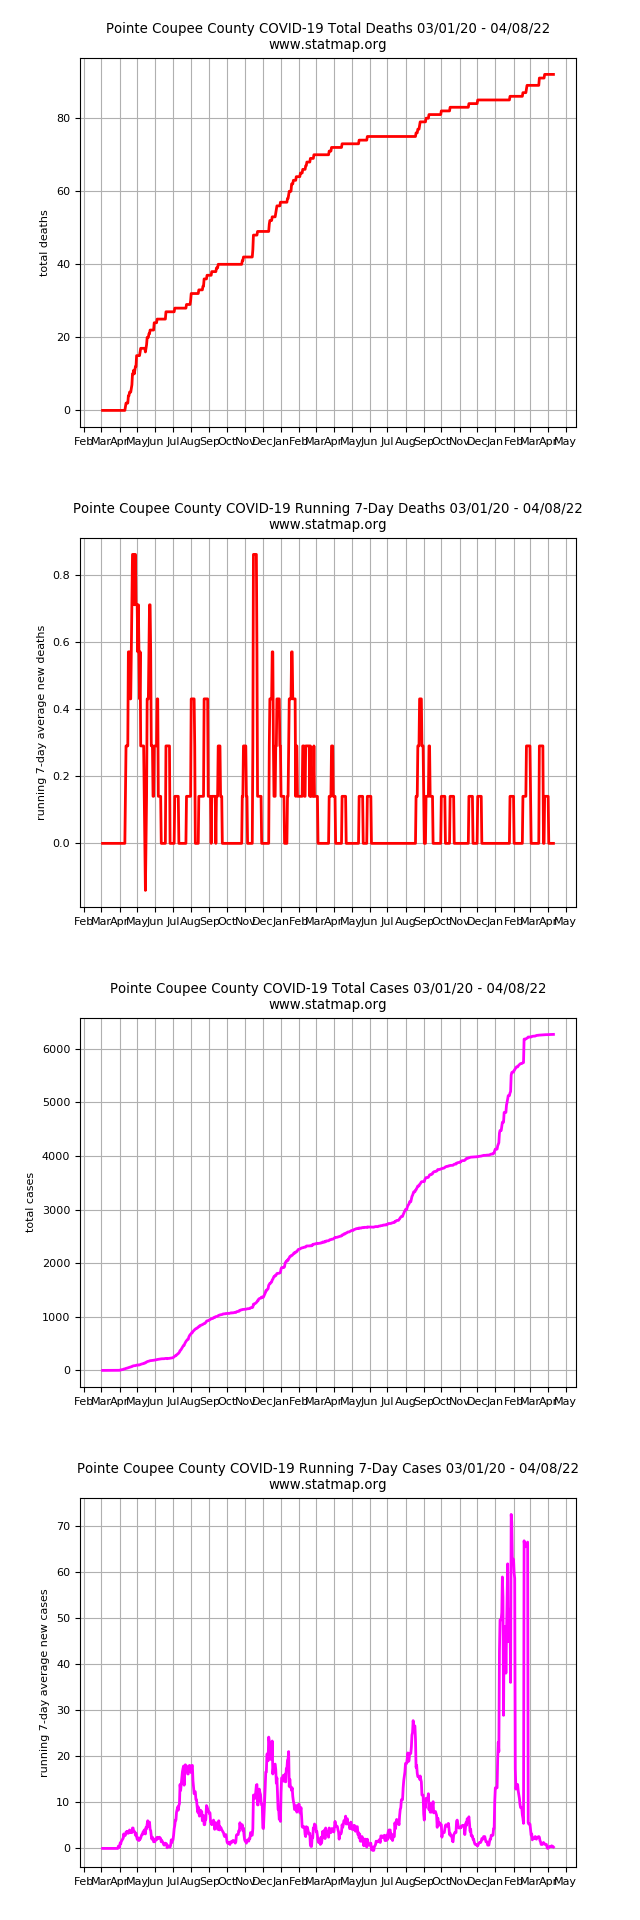 Pointe Coupee County COVID-19 Total Deaths 03/01/20 - 04/08/22
www.statmap.org
total deaths
80
60
40
20
0
Feb Mar Apr May Jun Jul Aug Sep Oct Nov Dec Jan Feb Mar Apr May Jun Jul Aug Sep Oct Nov Dec Jan Feb Mar Apr May
Pointe Coupee County COVID-19 Running 7-Day Deaths 03/01/20 - 04/08/22
www.statmap.org
running 7-day average new deaths
0.8
0.6
0.4
0.2
0.0
Feb Mar Apr May Jun Jul Aug Sep Oct Nov Dec Jan Feb Mar Apr May Jun Jul Aug Sep Oct Nov Dec Jan Feb Mar Apr May
Pointe Coupee County COVID-19 Total Cases 03/01/20 - 04/08/22
www.statmap.org
total cases
6000
5000
4000
3000
2000
1000
0
Feb Mar Apr May Jun Jul Aug Sep Oct Nov Dec Jan Feb Mar Apr May Jun Jul Aug Sep Oct Nov Dec Jan Feb Mar Apr May
Pointe Coupee County COVID-19 Running 7-Day Cases 03/01/20 - 04/08/22
www.statmap.org
running 7-day average new cases
70
60
50
40
30
20
10
0
Feb Mar Apr May Jun Jul Aug Sep Oct Nov Dec Jan Feb Mar Apr May Jun Jul Aug Sep Oct Nov Dec Jan Feb Mar Apr May